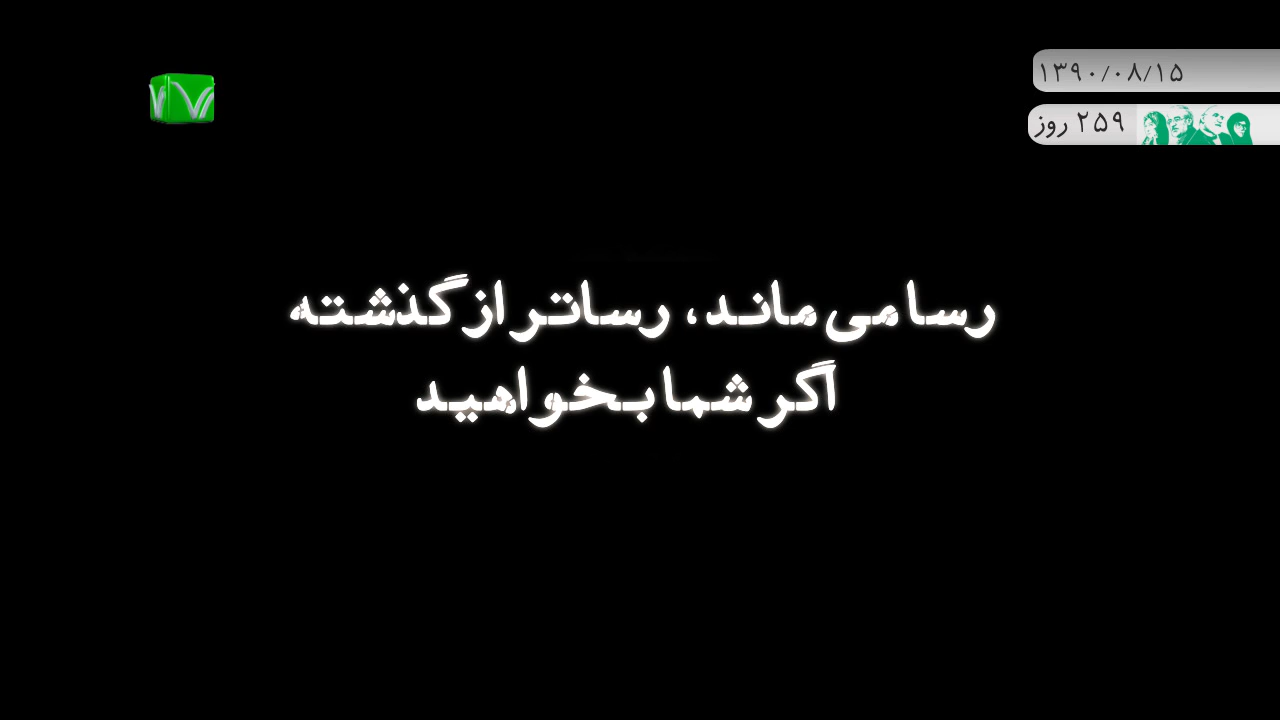 ۱۳۹۰/۰۸/۱۵
۲۵۹ روز
رسا می ماند، رساتر از گذشته
اگر شما بخواهید